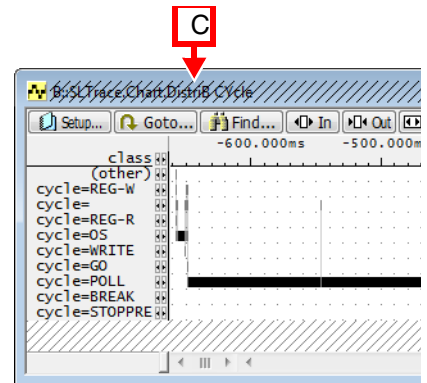 C
B::SLTrace.Chart.DistriB CYcle
Setup... Goto... Find... In Out
-600.000ms -500.000m
class
(other)
cycle=REG-W
cycle=
cycle=REG-R
cycle=OS
cycle=WRITE
cycle=GO
cycle=POLL
cycle=BREAK
cycle=STOPPRE